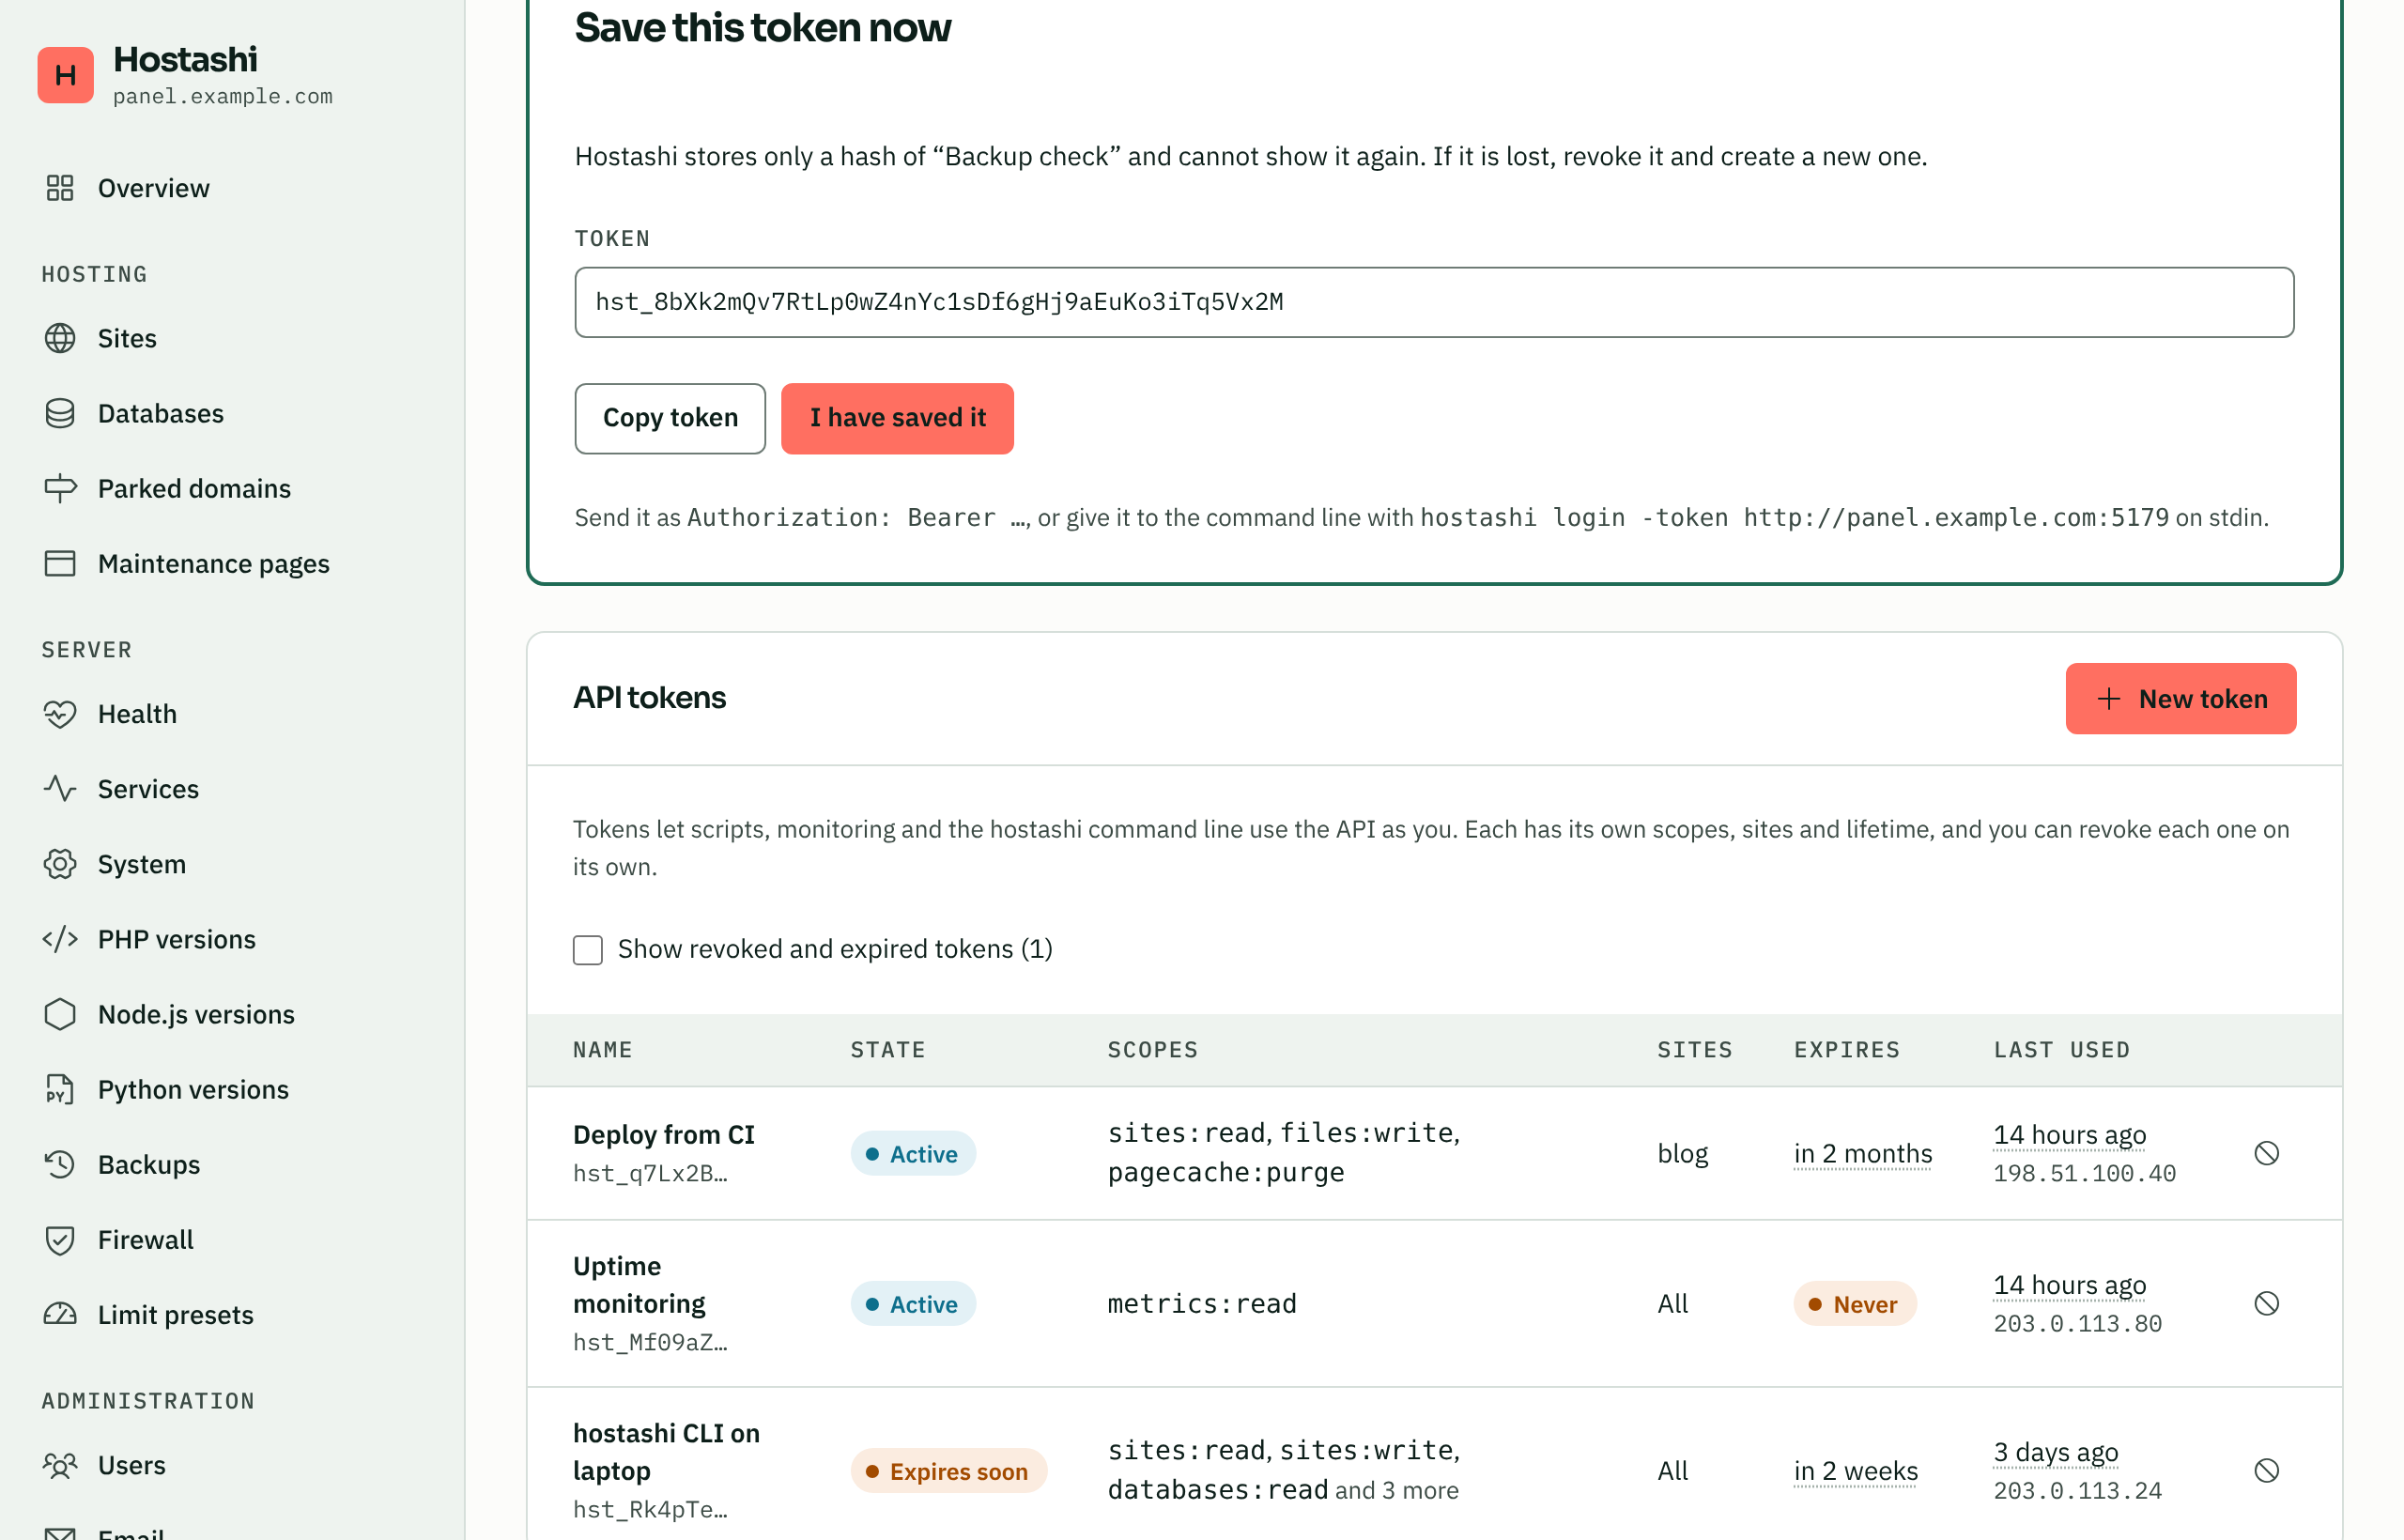 H
Hostashi
panel.example.com
Overview
HOSTING
Sites
Databases
Parked domains
Maintenance pages
SERVER
Health
Services
System
PHP versions
Node.js versions
PY
Python versions
Backups
Firewall
Limit presets
ADMINISTRATION
Users
Email
Save this token now
Hostashi stores only a hash of “Backup check” and cannot show it again. If it is lost, revoke it and create a new one.
TOKEN
hst_8bXk2mQv7RtLp0wZ4nYc1sDf6gHj9aEuKo3iTq5Vx2M
Copy token
I have saved it
Send it as Authorization: Bearer …, or give it to the command line with hostashi login -token http://panel.example.com:5179 on stdin.
API tokens
New token
Tokens let scripts, monitoring and the hostashi command line use the API as you. Each has its own scopes, sites and lifetime, and you can revoke each one on
its own.
Show revoked and expired tokens (1)
NAME STATE SCOPES SITES EXPIRES LAST USED
Deploy from CI
hst_q7Lx2B…
Active
sites:read, files:write,
pagecache:purge
blog
in 2 months
14 hours ago
198.51.100.40
Uptime
monitoring
hst_Mf09aZ…
Active
metrics:read
All
Never
14 hours ago
203.0.113.80
hostashi CLI on
laptop
hst_Rk4pTe…
Expires soon
sites:read, sites:write,
databases:read and 3 more
All
in 2 weeks
3 days ago
203.0.113.24